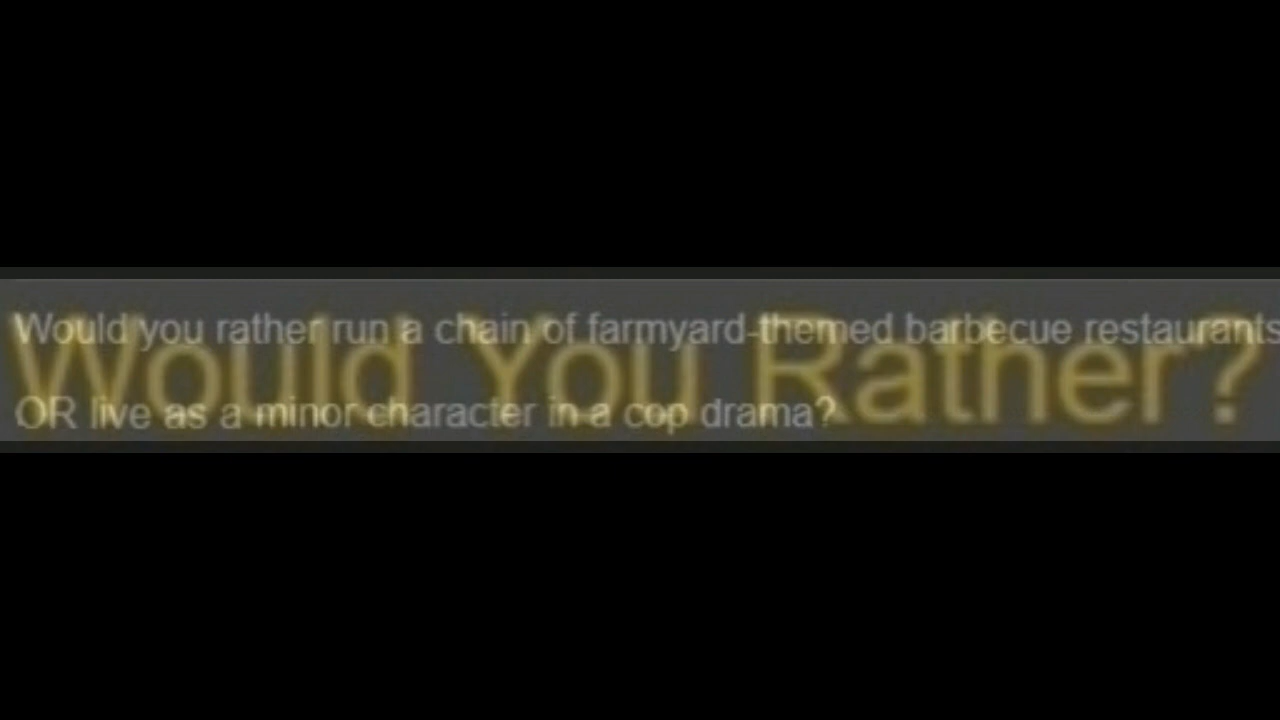 Would You Rather?
Would you rather run a chain of farmyard-themed barbecue restaurants
OR live as a minor character in a cop drama?